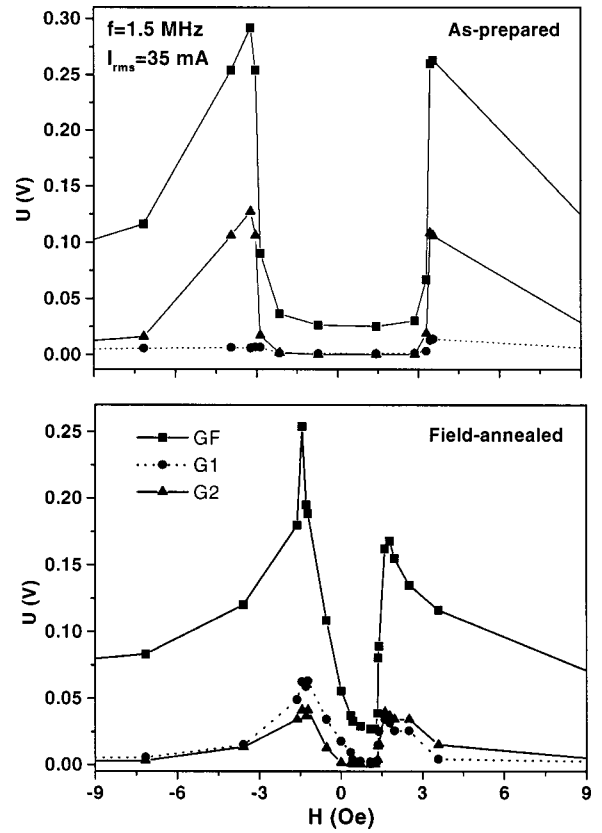 f=1.5 MHz
As-prepared
I_rms=35 mA
0.30
0.25
0.20
0.15
0.10
0.05
0.00
U (V)
Field-annealed
GF
G1
G2
0.25
0.20
0.15
0.10
0.05
0.00
U (V)
-9 -6 -3 0 3 6 9
H (Oe)